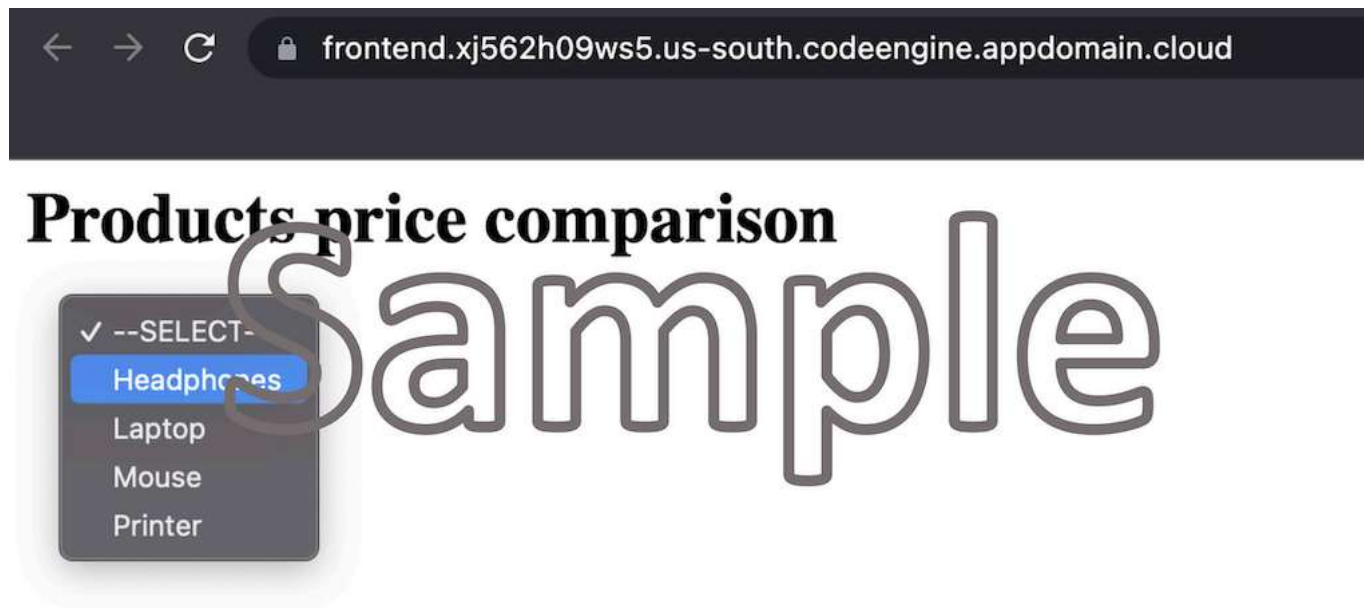 frontend.xj562h09ws5.us-south.codeengine.appdomain.cloud
Products price comparison
Sample
✓ --SELECT-
Headphones
Laptop
Mouse
Printer